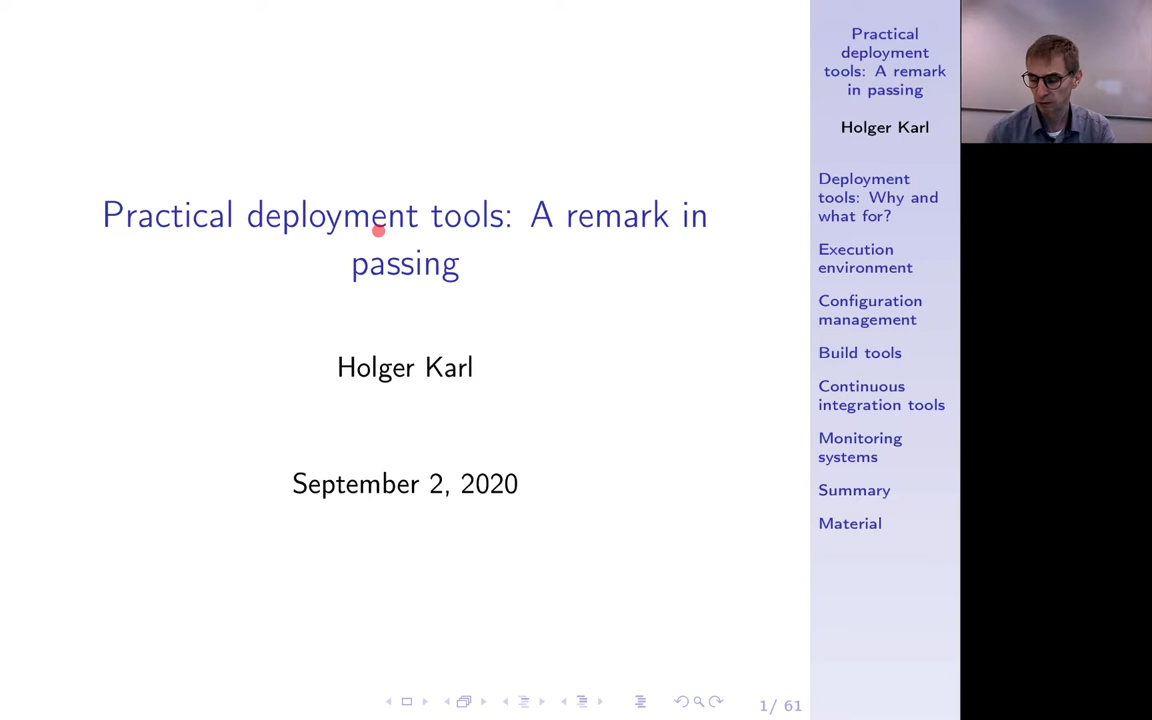 Practical deployment tools: A remark in
passing
Holger Karl
September 2, 2020
1/ 61
Practical
deployment
tools: A remark
in passing
Holger Karl
Deployment
tools: Why and
what for?
Execution
environment
Configuration
management
Build tools
Continuous
integration tools
Monitoring
systems
Summary
Material